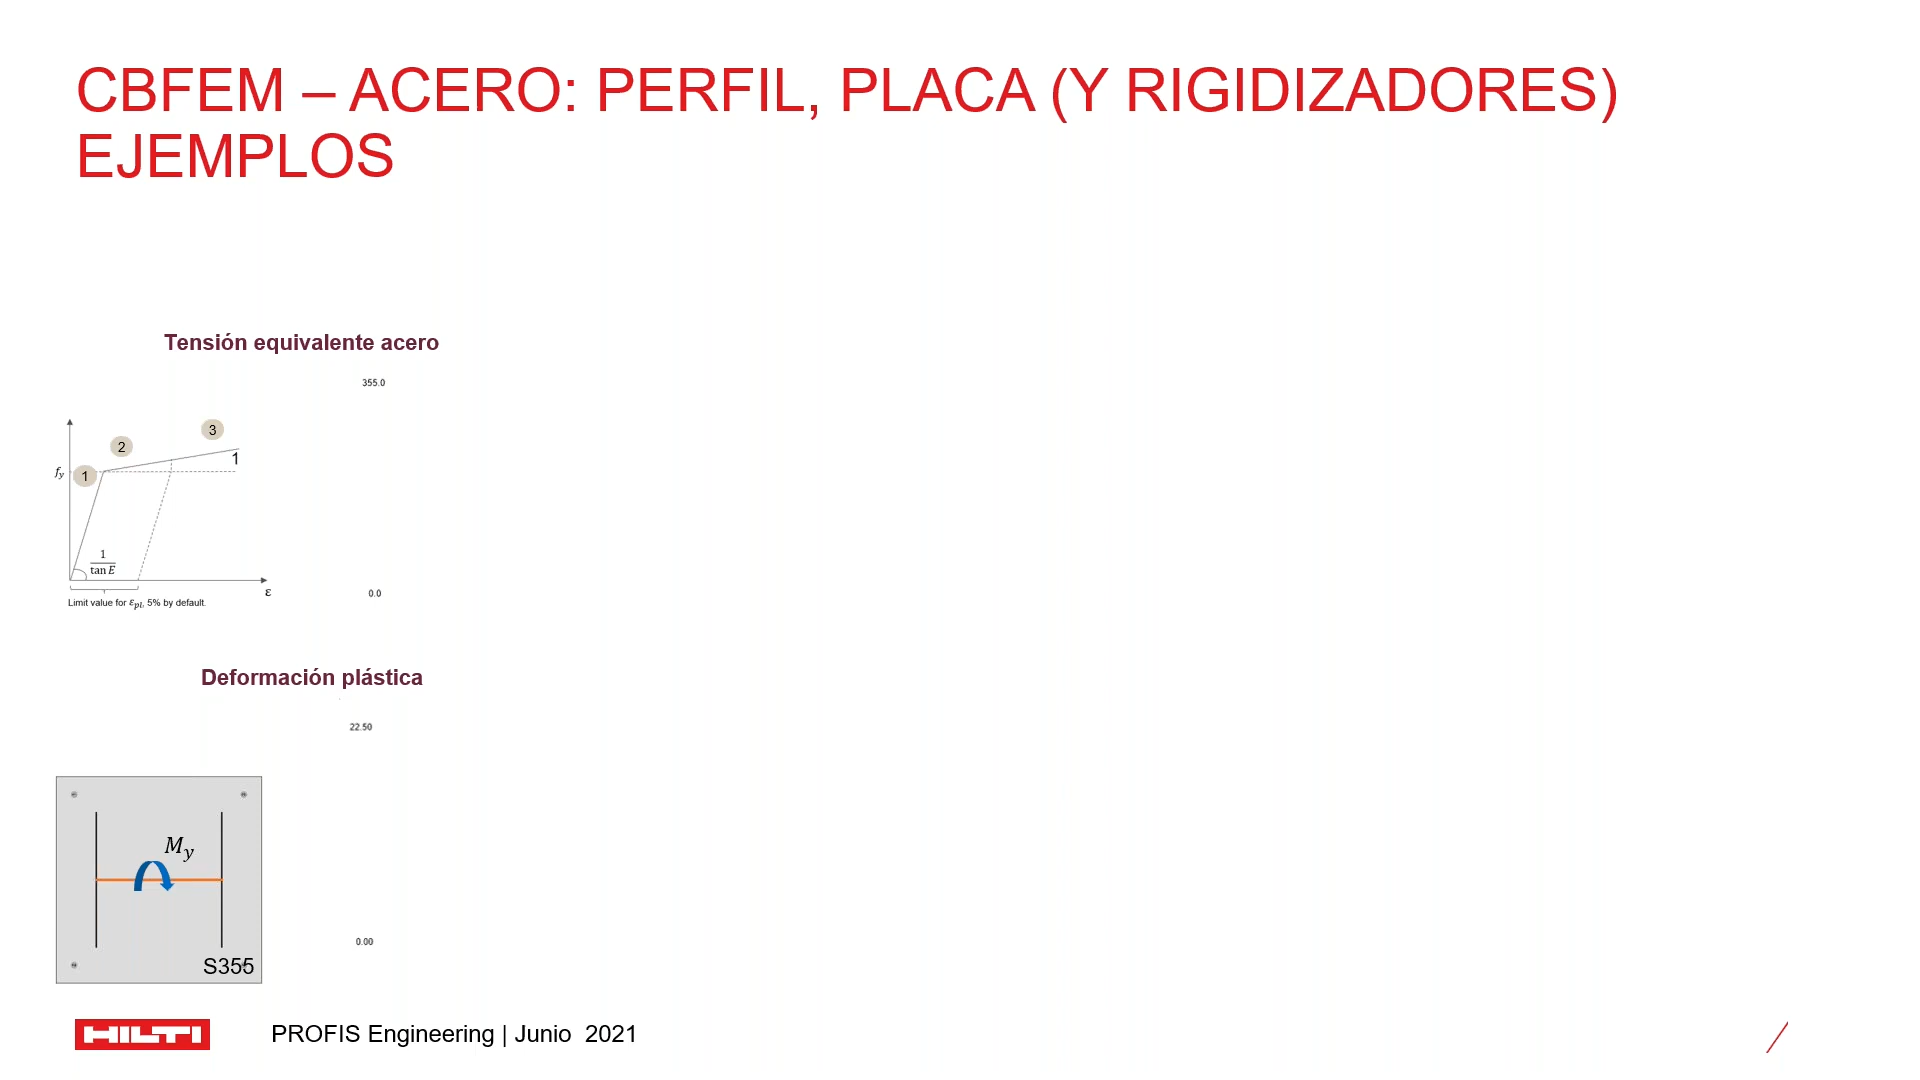 CBFEM – ACERO: PERFIL, PLACA (Y RIGIDIZADORES)
EJEMPLOS
Tensión equivalente acero
355.0
3
2
1
fy
1
1
tan E
ε
0.0
Limit value for εpl, 5% by default.
Deformación plástica
22.50
My
0.00
S355
HILTI
PROFIS Engineering | Junio 2021